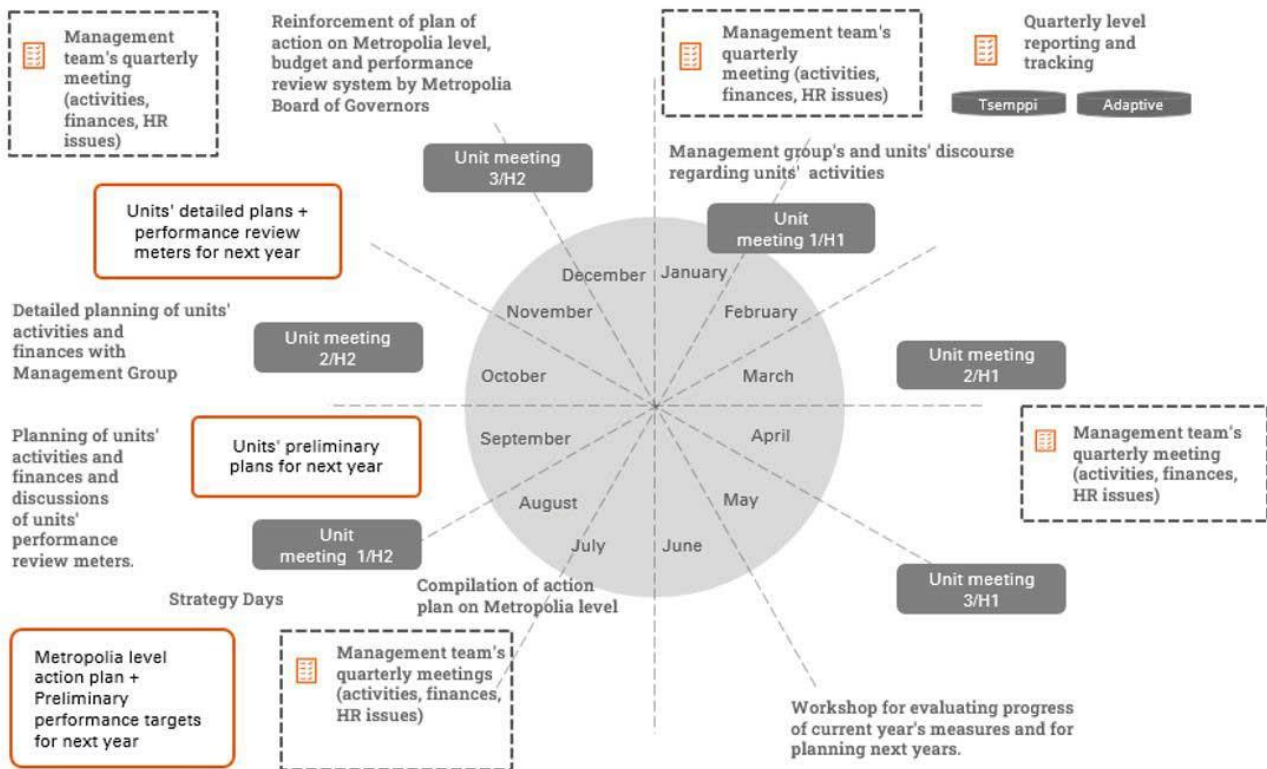 Management
team's quarterly
meeting
(activities,
finances, HR
issues)
Reinforcement of plan of
action on Metropolia level,
budget and performance
review system by Metropolia
Board of Governors
Management team's
quarterly
meeting (activities,
finances, HR issues)
Quarterly level
reporting and
tracking
Tsemppi
Adaptive
Unit meeting
3/H2
Management group's and units' discourse
regarding units' activities
Units' detailed plans +
performance review
meters for next year
Unit
meeting 1/H1
December
January
November
February
Detailed planning of units'
activities and
finances with
Management Group
Unit meeting
2/H2
October
March
Unit meeting
2/H1
Planning of units'
activities and
finances and
discussions
of units'
performance
review meters.
Units' preliminary
plans for next year
September
April
Management team's
quarterly meeting
(activities, finances,
HR issues)
August
May
Unit
meeting 1/H2
July
June
Unit meeting
3/H1
Strategy Days
Compilation of action
plan on Metropolia level
Metropolia level
action plan +
Preliminary
performance targets
for next year
Management team's
quarterly meetings
(activities, finances,
HR issues)
Workshop for evaluating progress
of current year's measures and for
planning next years.